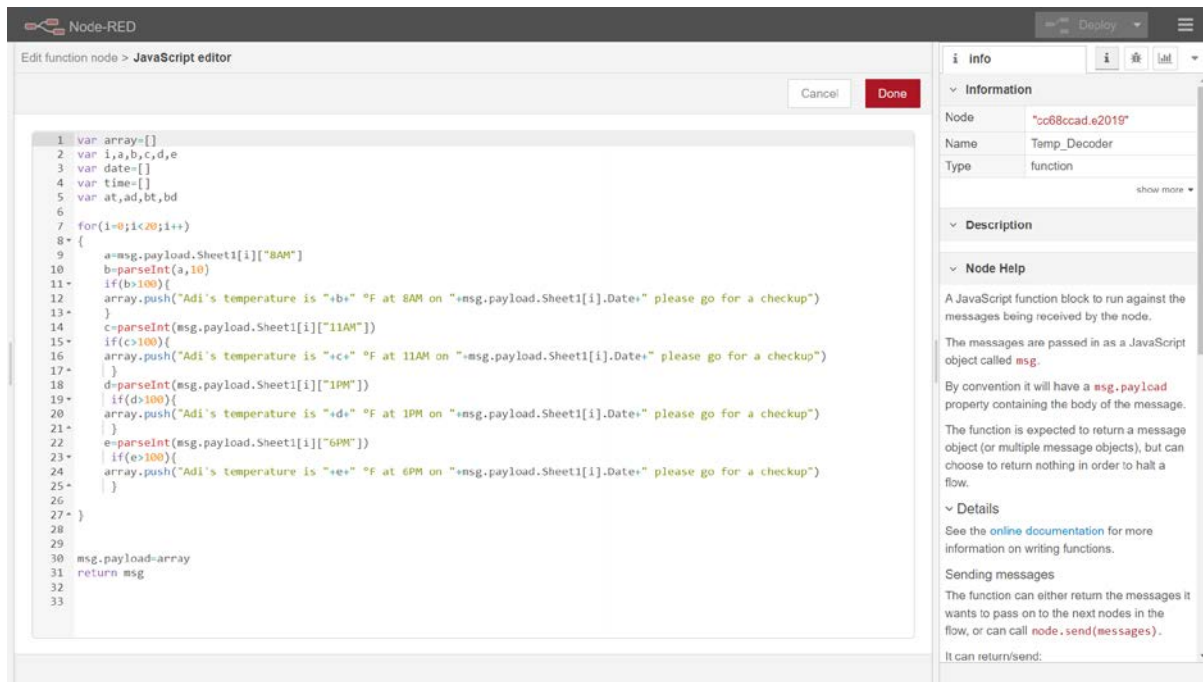 Node-RED
Deploy
Edit function node > JavaScript editor
Cancel
Done
1 var array=[]
2 var i,a,b,c,d,e
3 var date=[]
4 var time=[]
5 var at,ad,bt,bd
6
7 for(i=0;i<20;i++)
8 {
9 a=msg.payload.Sheet1[i]["8AM"]
10 b=parseInt(a,10)
11 if(b>100){
12 array.push("Adi's temperature is "+b+" ºF at 8AM on "+msg.payload.Sheet1[i].Date+" please go for a checkup")
13 }
14 c=parseInt(msg.payload.Sheet1[i]["11AM"])
15 if(c>100){
16 array.push("Adi's temperature is "+c+" ºF at 11AM on "+msg.payload.Sheet1[i].Date+" please go for a checkup")
17 }
18 d=parseInt(msg.payload.Sheet1[i]["1PM"])
19 if(d>100){
20 array.push("Adi's temperature is "+d+" ºF at 1PM on "+msg.payload.Sheet1[i].Date+" please go for a checkup")
21 }
22 e=parseInt(msg.payload.Sheet1[i]["6PM"])
23 if(e>100){
24 array.push("Adi's temperature is "+e+" ºF at 6PM on "+msg.payload.Sheet1[i].Date+" please go for a checkup")
25 }
26
27 }
28
29
30 msg.payload=array
31 return msg
32
33
i info
i
Information
Node "cc68ccad.e2019"
Name Temp_Decoder
Type function
show more
Description
Node Help
A JavaScript function block to run against the
messages being received by the node.
The messages are passed in as a JavaScript
object called msg.
By convention it will have a msg.payload
property containing the body of the message.
The function is expected to return a message
object (or multiple message objects), but can
choose to return nothing in order to halt a
flow.
Details
See the online documentation for more
information on writing functions.
Sending messages
The function can either return the messages it
wants to pass on to the next nodes in the
flow, or can call node.send(messages).
It can return/send: